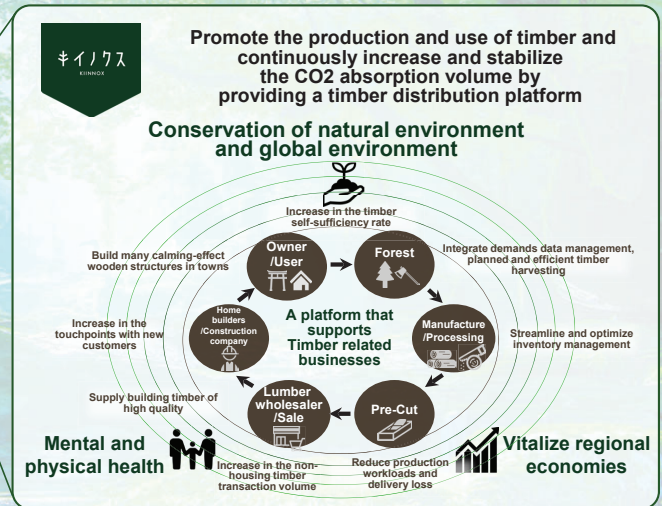 キイノクス
KIINNOX
Promote the production and use of timber and
continuously increase and stabilize
the CO2 absorption volume by
providing a timber distribution platform
Conservation of natural environment
and global environment
Increase in the timber
self-sufficiency rate
Build many calming-effect
wooden structures in towns
Owner
/User
Forest
Integrate demands data management,
planned and efficient timber
harvesting
Increase in the
touchpoints with new
customers
Home
builders
/Construction
company
A platform that
supports
Timber related
businesses
Manufacture
/Processing
Streamline and optimize
inventory management
Supply building timber of
high quality
Lumber
wholesaler
/Sale
Pre-Cut
Mental and
physical health
Increase in the non-
housing timber
transaction volume
Reduce production
workloads and
delivery loss
Vitalize regional
economies